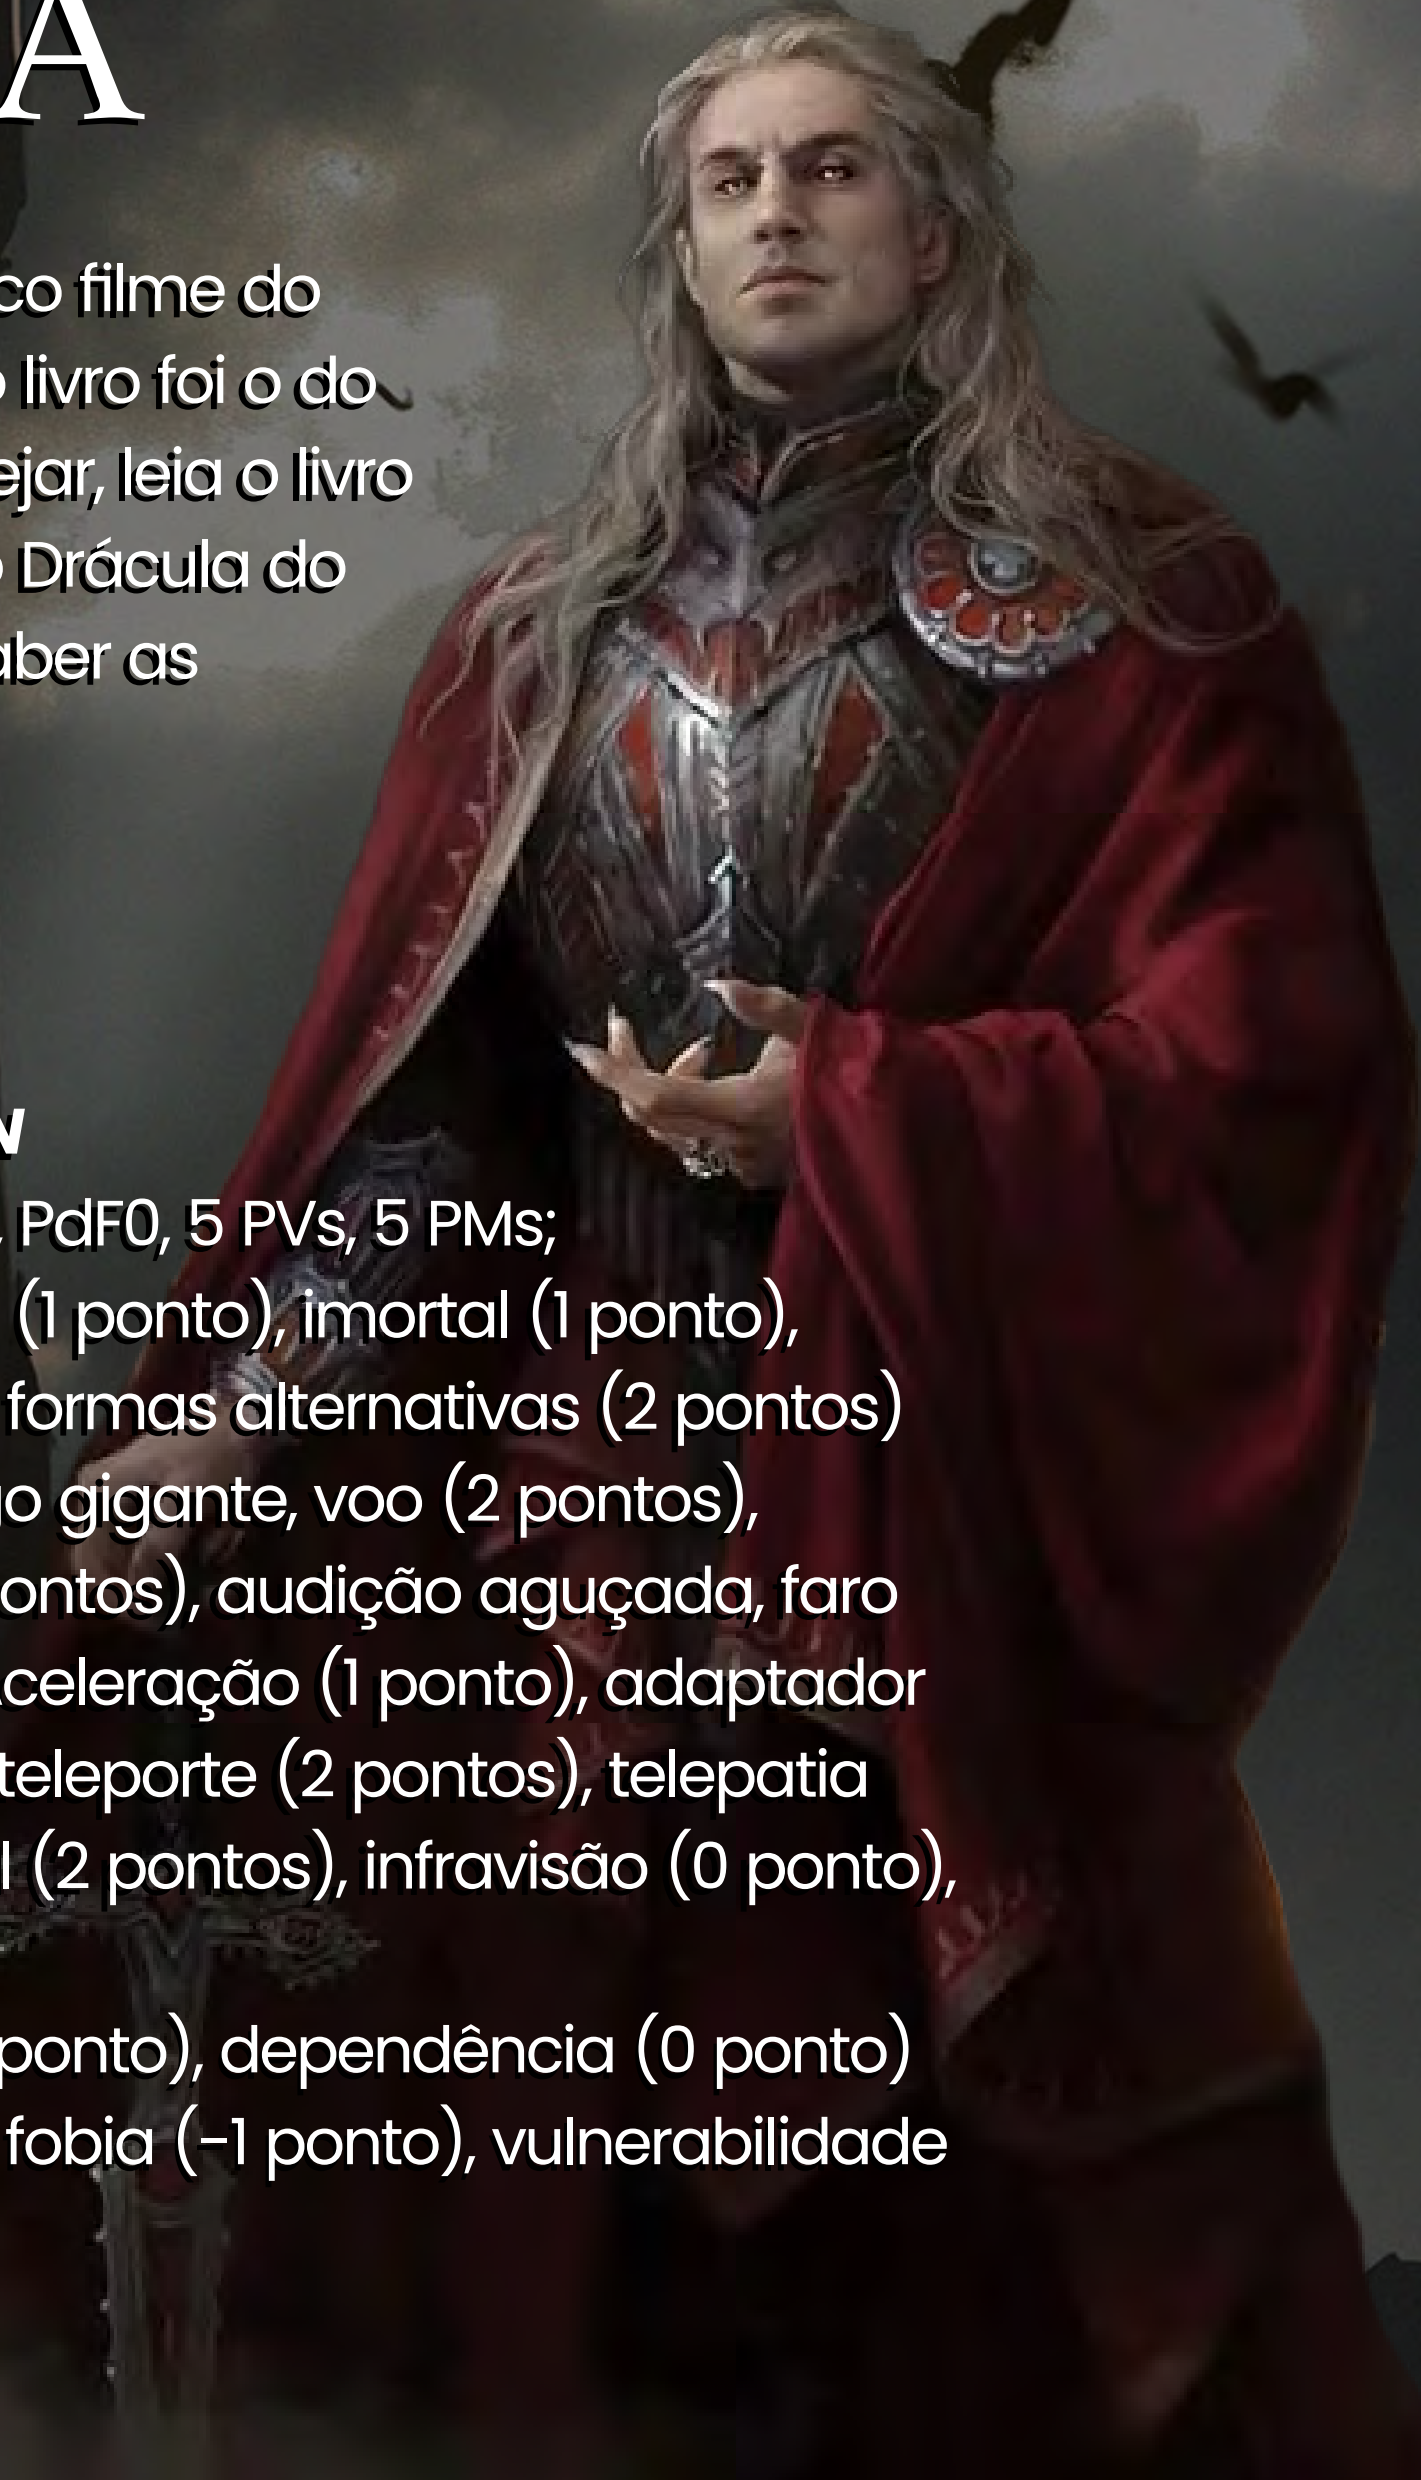 A
co filme do
livro foi o do
ejar, leia o livro
Drácula do
aber as
N
PdF0, 5 PVs, 5 PMs;
(1 ponto), imortal (1 ponto),
formas alternativas (2 pontos)
go gigante, voo (2 pontos),
ontos), audição aguçada, faro
celeração (1 ponto), adaptador
teleporte (2 pontos), telepatia
l (2 pontos), infravisão (0 ponto),
ponto), dependência (0 ponto)
fobia (-1 ponto), vulnerabilidade